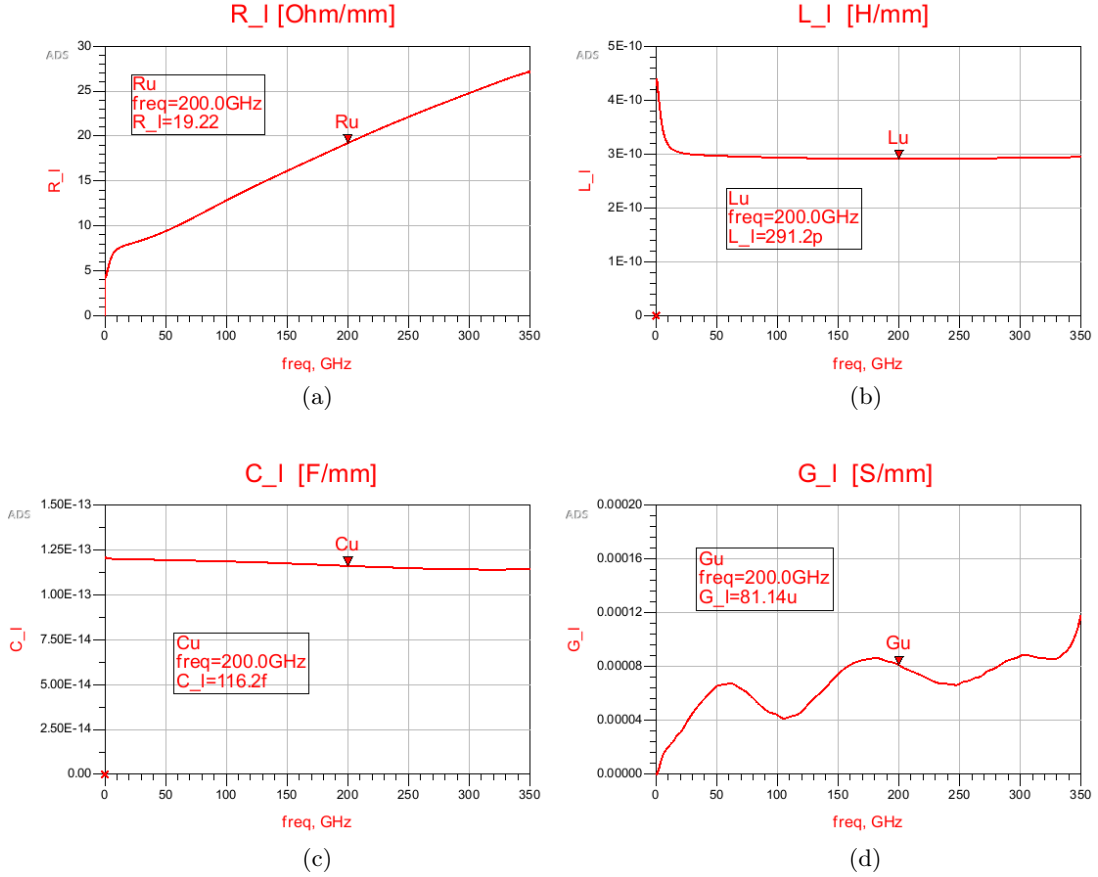 R_l [Ohm/mm]
ADS
30
25
20
15
10
5
0
R_l
Ru
freq=200.0GHz
R_l=19.22
Ru
0 50 100 150 200 250 300 350
freq, GHz
(a)
L_l [H/mm]
ADS
5E-10
4E-10
3E-10
2E-10
1E-10
0
L_l
Lu
Lu
freq=200.0GHz
L_l=291.2p
0 50 100 150 200 250 300 350
freq, GHz
(b)
C_l [F/mm]
ADS
1.50E-13
1.25E-13
1.00E-13
7.50E-14
5.00E-14
2.50E-14
0.00
C_l
Cu
Cu
freq=200.0GHz
C_l=116.2f
0 50 100 150 200 250 300 350
freq, GHz
(c)
G_l [S/mm]
ADS
0.00020
0.00016
0.00012
0.00008
0.00004
0.00000
G_l
Gu
freq=200.0GHz
G_l=81.14u
Gu
0 50 100 150 200 250 300 350
freq, GHz
(d)